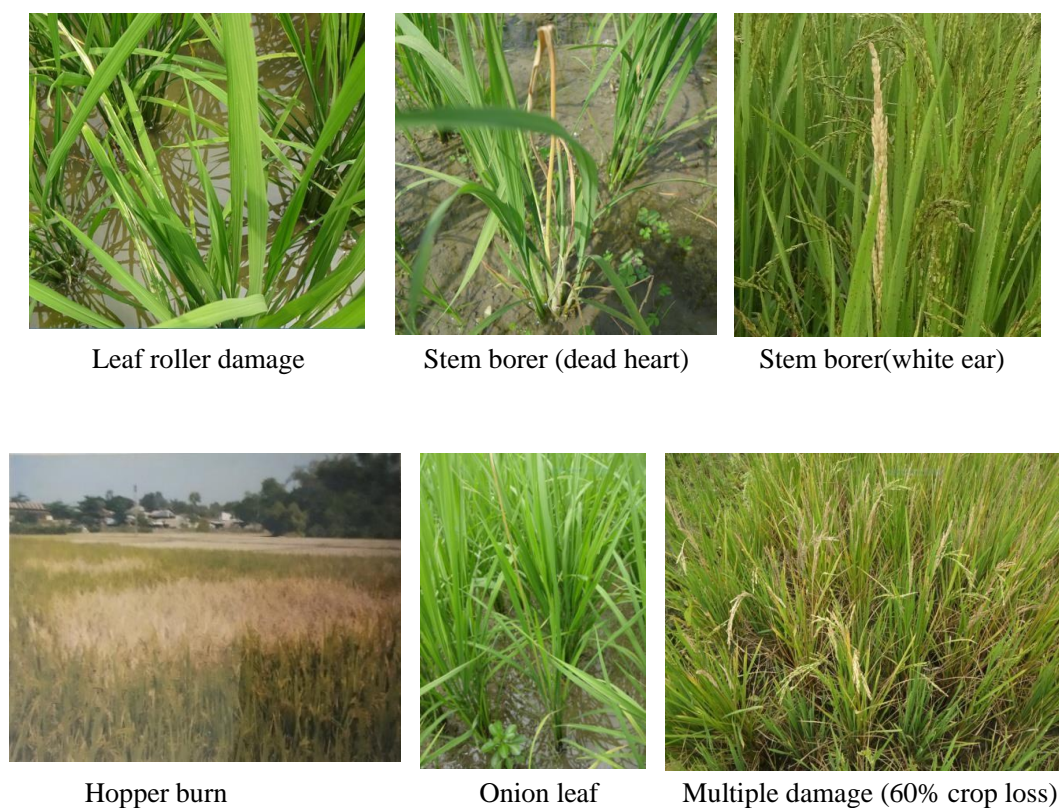 Leaf roller damage
Stem borer (dead heart)
Stem borer(white ear)
Hopper burn
Onion leaf
Multiple damage (60% crop loss)